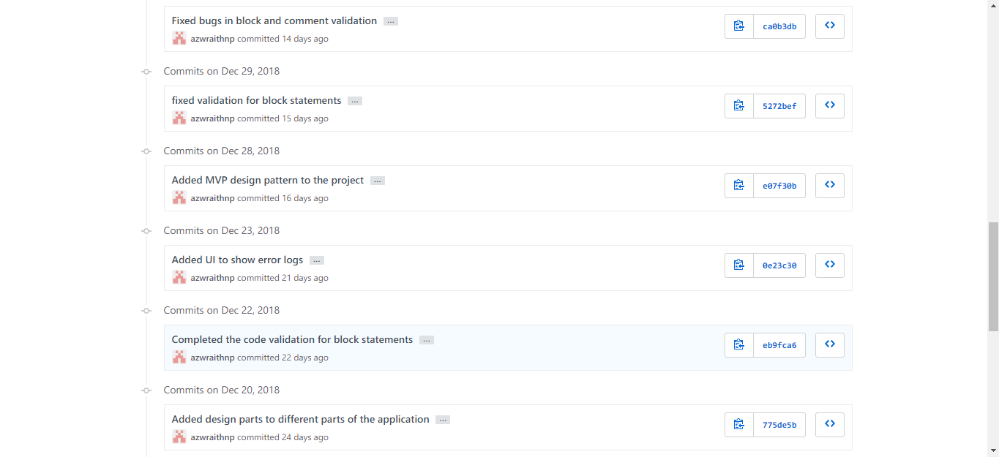 Fixed bugs in block and comment validation ...
azwraithnp committed 14 days ago
ca0b3db
Commits on Dec 29, 2018
fixed validation for block statements ...
azwraithnp committed 15 days ago
5272bef
Commits on Dec 28, 2018
Added MVP design pattern to the project ...
azwraithnp committed 16 days ago
e07f30b
Commits on Dec 23, 2018
Added UI to show error logs ...
azwraithnp committed 21 days ago
0e23c30
Commits on Dec 22, 2018
Completed the code validation for block statements ...
azwraithnp committed 22 days ago
eb9fca6
Commits on Dec 20, 2018
Added design parts to different parts of the application ...
azwraithnp committed 24 days ago
775de5b